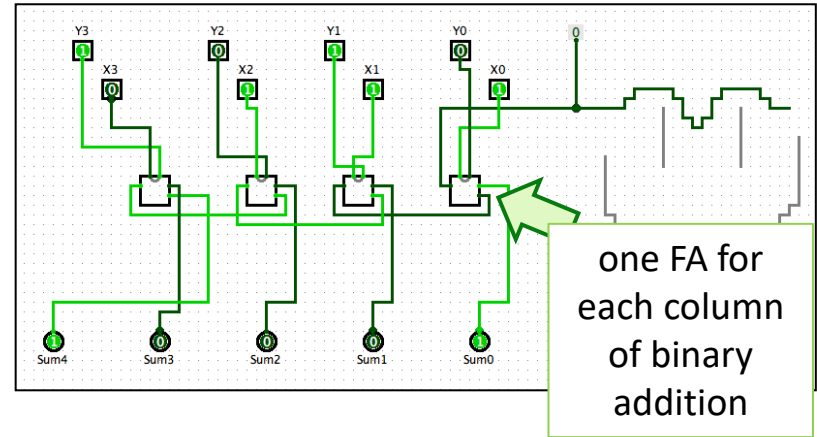 Y3 Y2 Y1 Y0 0
1 0 1 0
X3 X2 X1 X0
0 1 1 1
one FA for
each column
of binary
addition
1 0 0 0 1
Sum4 Sum3 Sum2 Sum1 Sum0